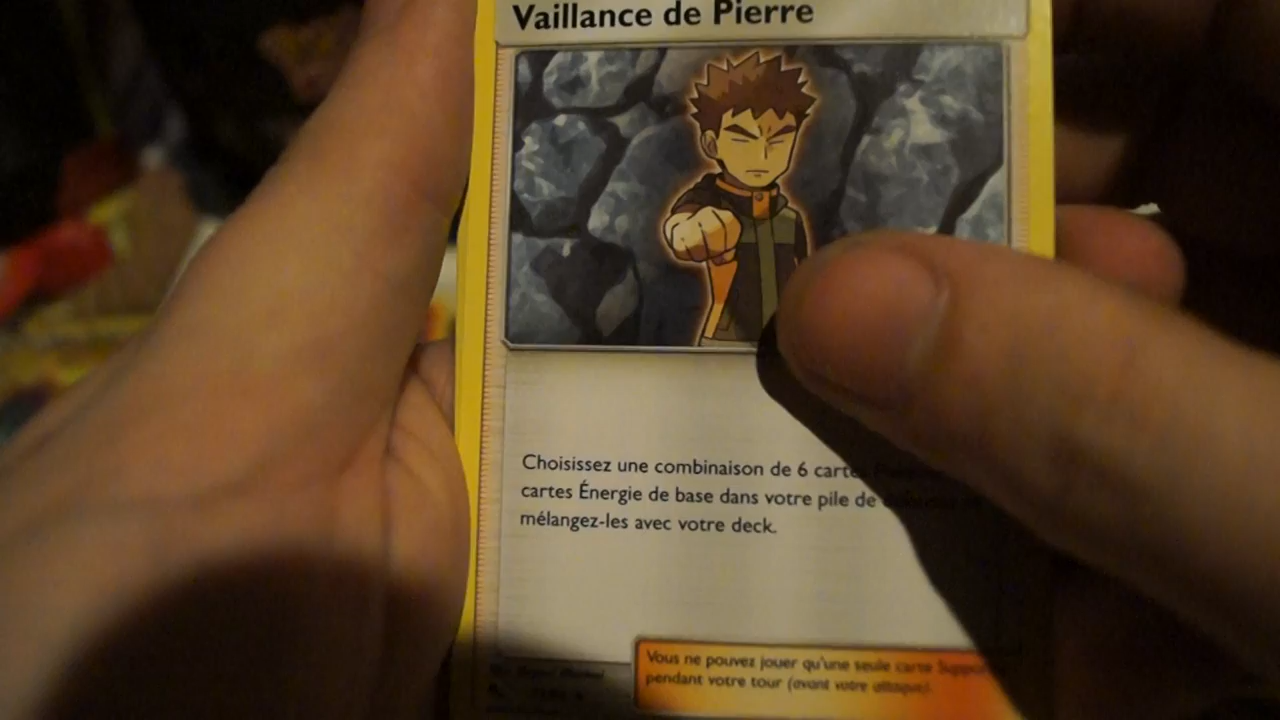 Vaillance de Pierre
Choisissez une combinaison de 6 cartes
cartes Énergie de base dans votre pile de
mélangez-les avec votre deck.
Vous ne pouvez jouer qu'une seule carte Suppo
pendant votre tour (avant votre attaque).